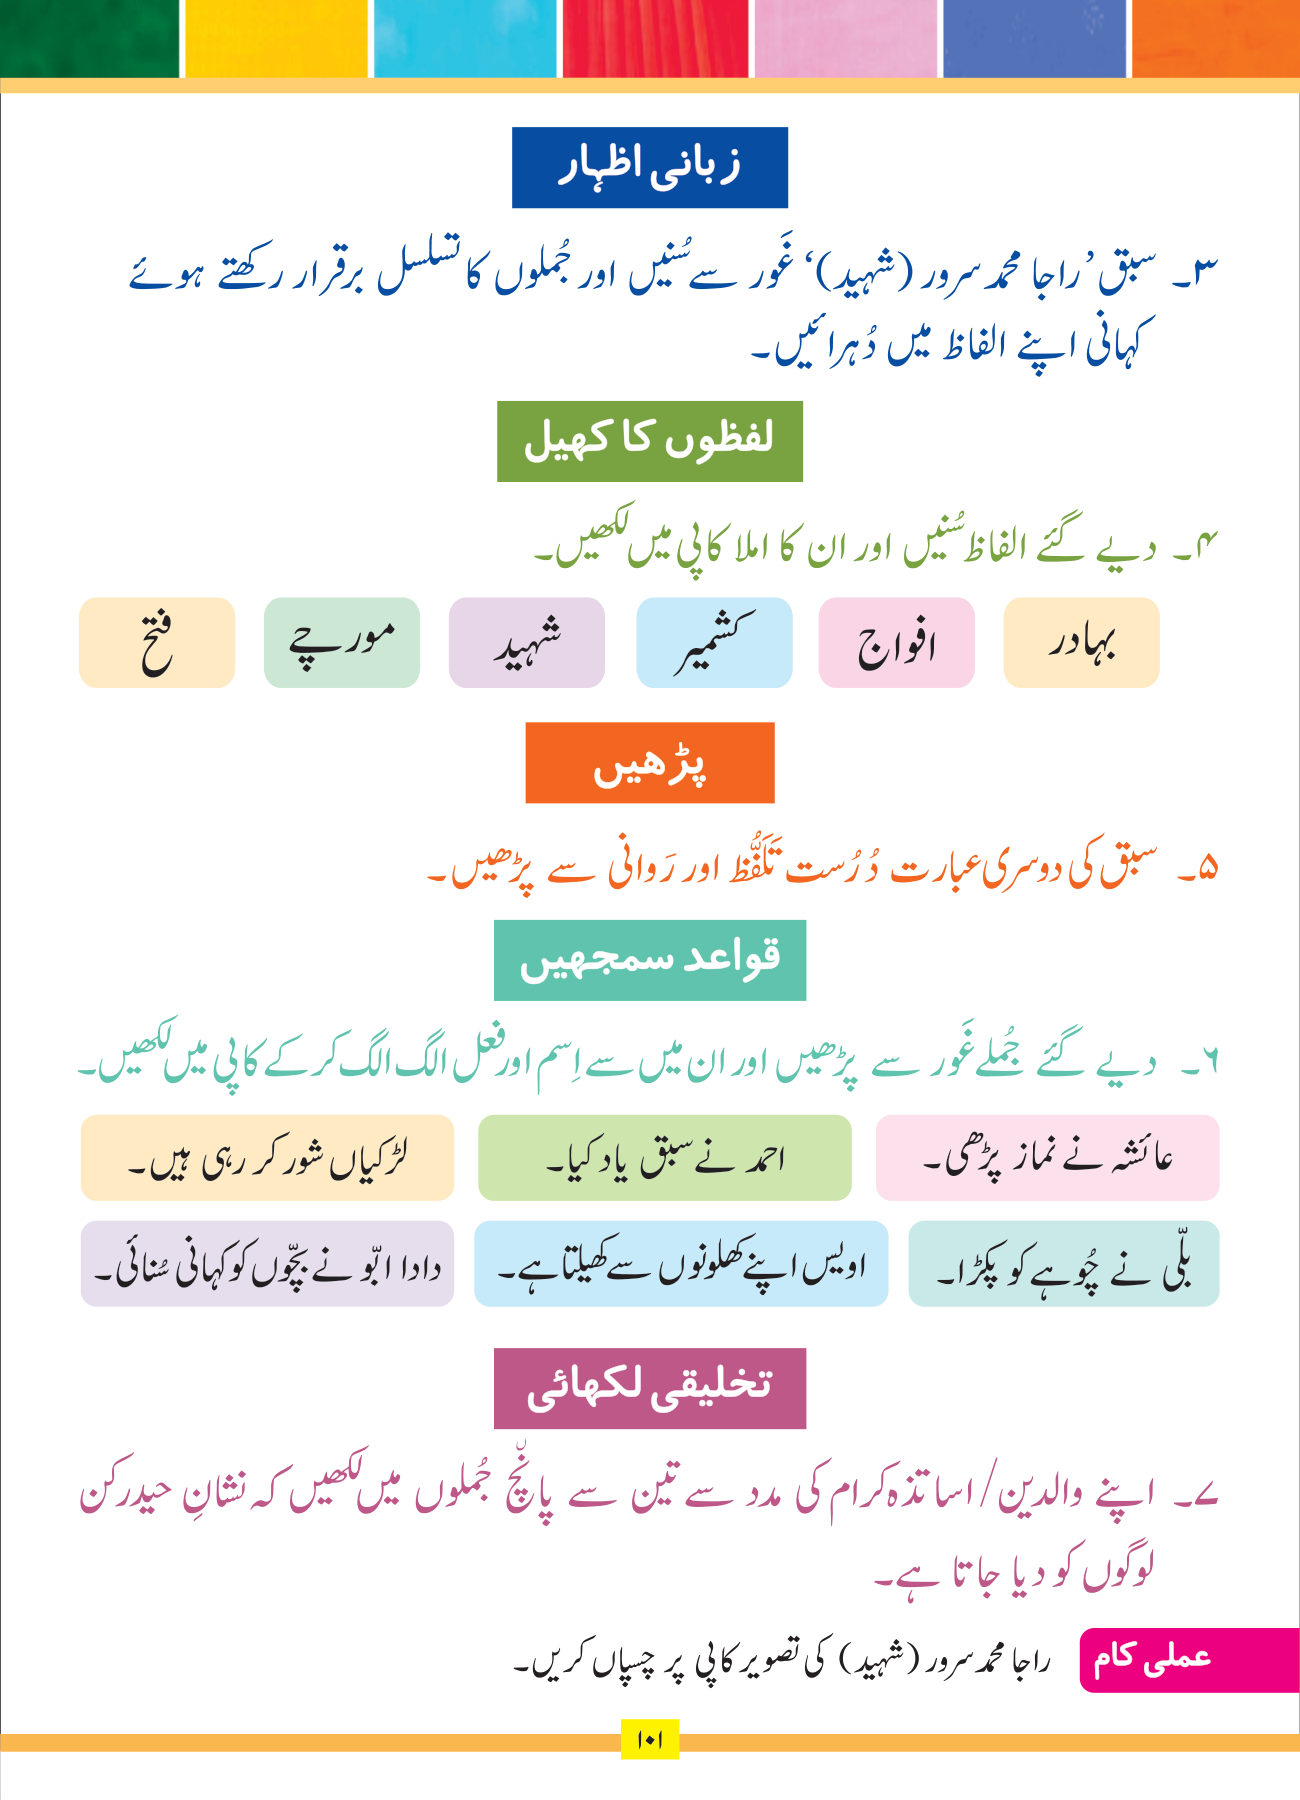 زبانی اظہار
۳۔ سبق ’راجا محمد سرور (شہید)‘ غَور سے سُنیں اور جُملوں کا تسلسل برقرار رکھتے ہوئے
کہانی اپنے الفاظ میں دُہرائیں۔
لفظوں کا کھیل
۴۔ دیے گئے الفاظ سُنیں اور ان کا املا کاپی میں لکھیں۔
بہادر افواج کشمیر شہید مورچے فتح
پڑھیں
۵۔ سبق کی دوسری عبارت دُرُست تَلَفُّظ اور رَوانی سے پڑھیں۔
قواعد سمجھیں
۶۔ دیے گئے جُملے غَور سے پڑھیں اور ان میں سے اِسم اور فعل الگ الگ کر کے کاپی میں لکھیں۔
عائشہ نے نماز پڑھی۔ احمد نے سبق یاد کیا۔ لڑکیاں شور کر رہی ہیں۔
بلّی نے چُوہے کو پکڑا۔ اویس اپنے کھلونوں سے کھیلتا ہے۔ دادا ابّو نے بچّوں کو کہانی سُنائی۔
تخلیقی لکھائی
۷۔ اپنے والدین/اساتذہ کرام کی مدد سے تین سے پانچ جُملوں میں لکھیں کہ نشانِ حیدر کن
لوگوں کو دیا جاتا ہے۔
عملی کام راجا محمد سرور (شہید) کی تصویر کاپی پر چسپاں کریں۔
۱۰۱